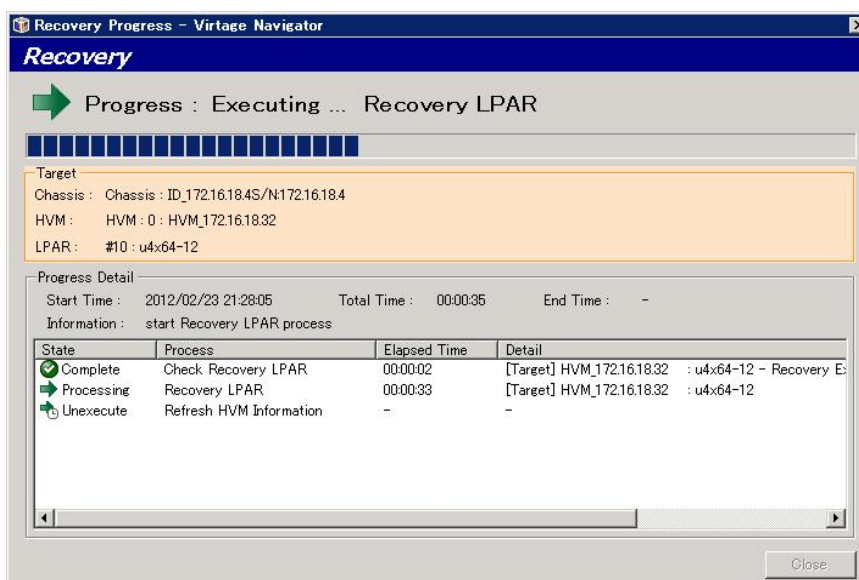 Recovery Progress - Virtage Navigator
Recovery
Progress : Executing ... Recovery LPAR
Target
Chassis : Chassis : ID_172.16.18.4S/N:172.16.18.4
HVM : HVM : 0 : HVM_172.16.18.32
LPAR : #10 : u4x64-12
Progress Detail
Start Time : 2012/02/23 21:28:05 Total Time : 00:00:35 End Time : -
Information : start Recovery LPAR process
State Process Elapsed Time Detail
Complete Check Recovery LPAR 00:00:02 [Target] HVM_172.16.18.32 : u4x64-12 - Recovery
Processing Recovery LPAR 00:00:33 [Target] HVM_172.16.18.32 : u4x64-12
Unexecute Refresh HVM Information - -
Close